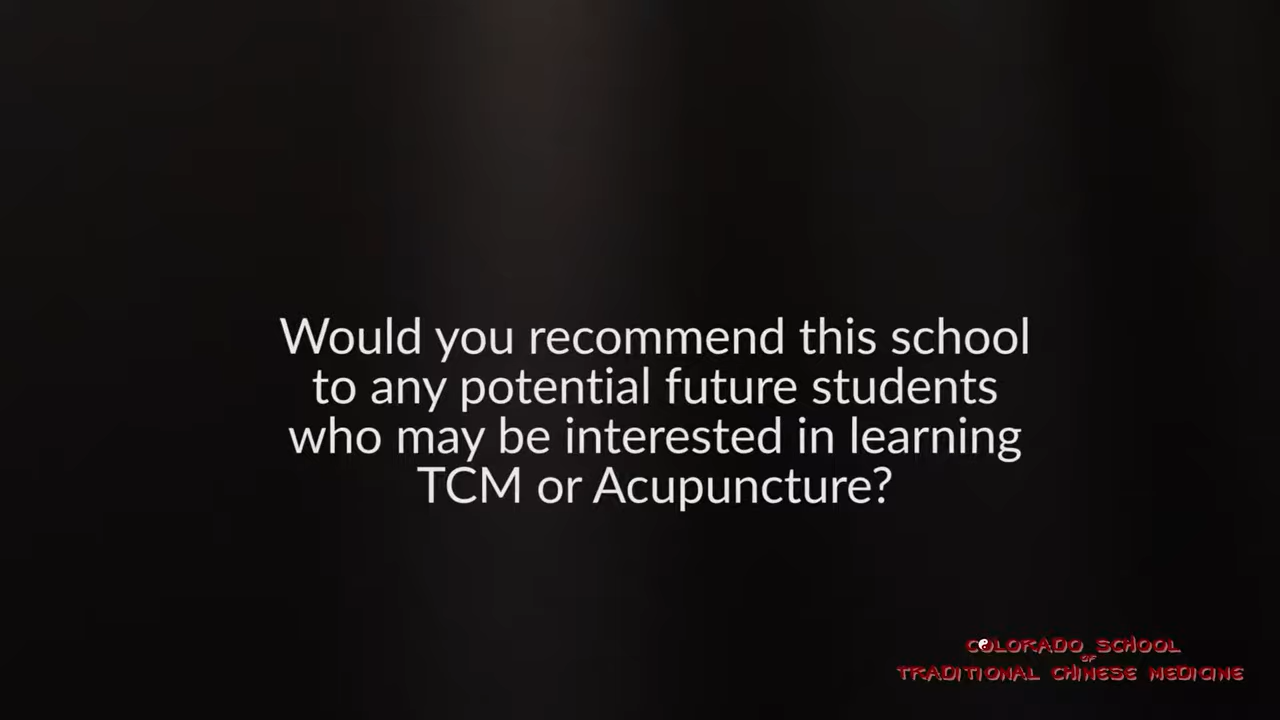 Would you recommend this school
to any potential future students
who may be interested in learning
TCM or Acupuncture?
COLORADO SCHOOL
OF
TRADITIONAL CHINESE MEDICINE